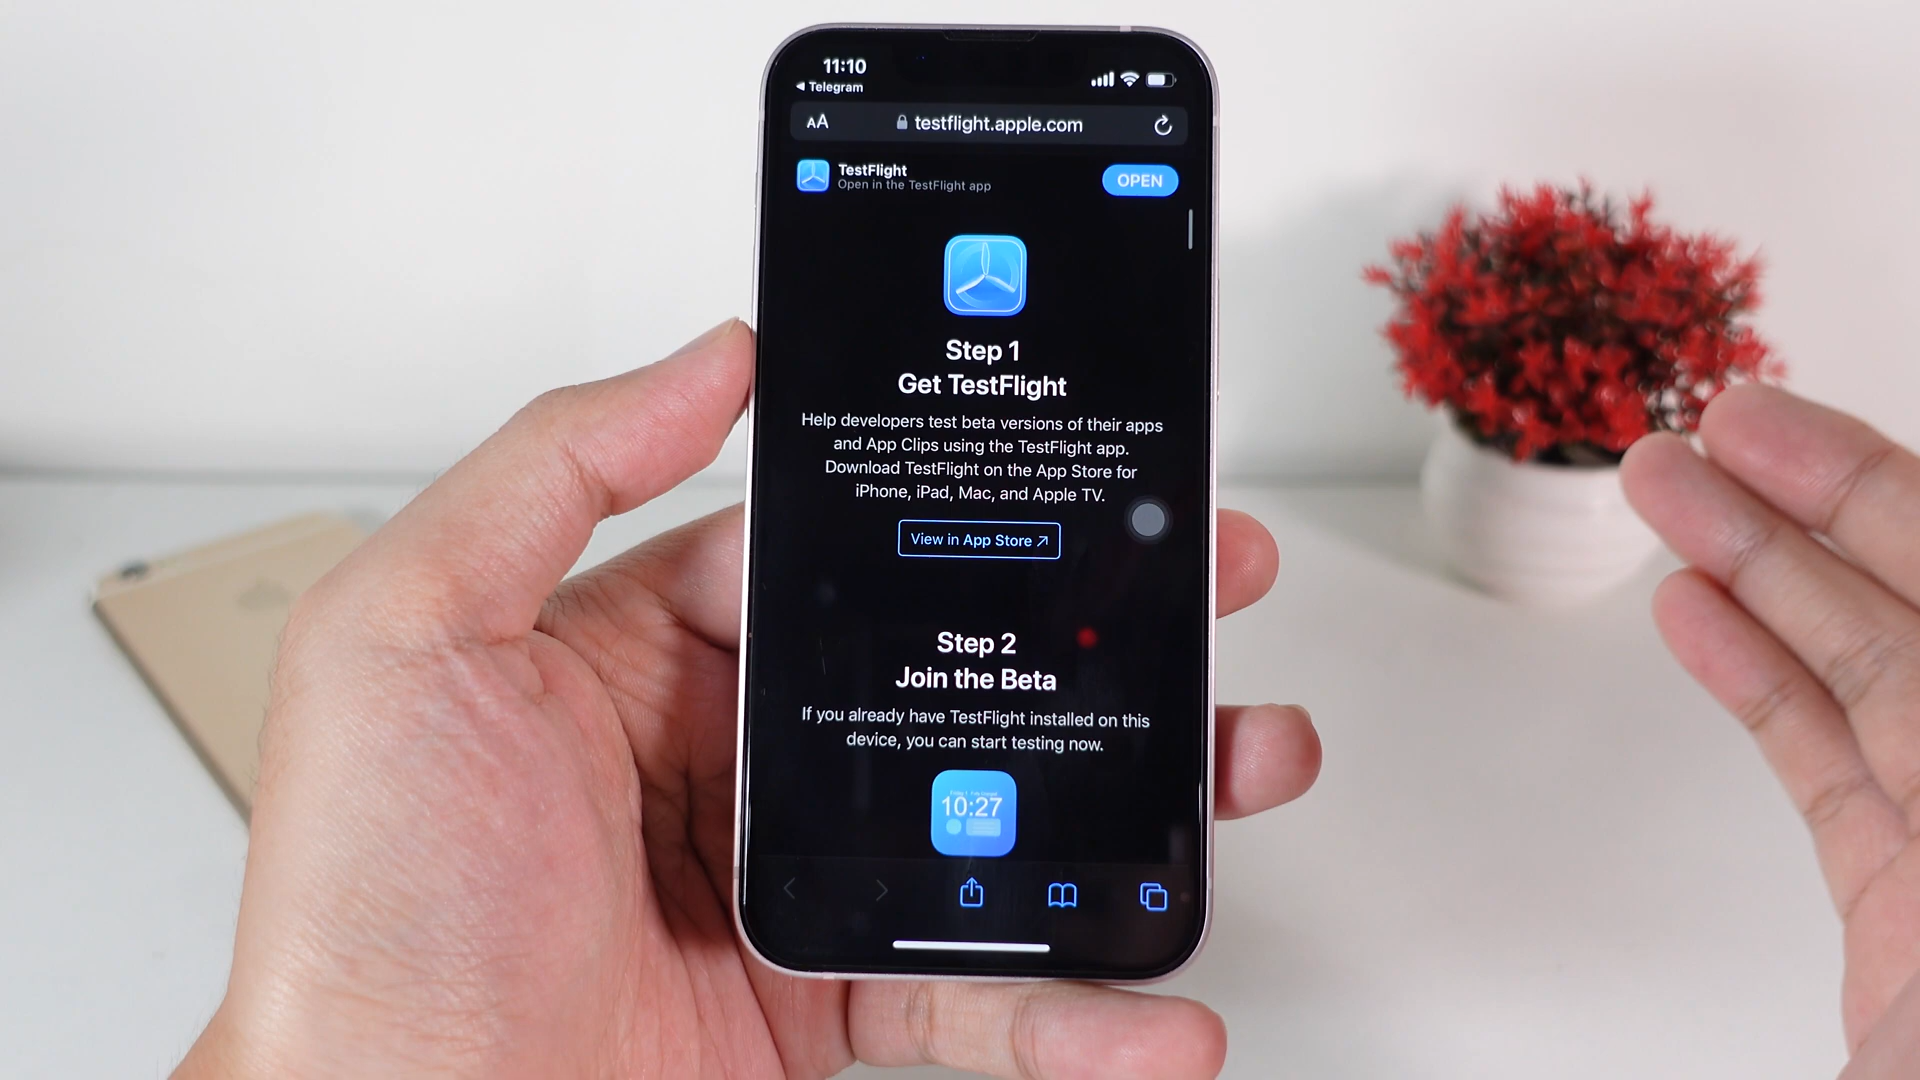 11:10
◀ Telegram
AA
testflight.apple.com
TestFlight
Open in the TestFlight app
OPEN
Step 1
Get TestFlight
Help developers test beta versions of their apps
and App Clips using the TestFlight app.
Download TestFlight on the App Store for
iPhone, iPad, Mac, and Apple TV.
View in App Store ↗
Step 2
Join the Beta
If you already have TestFlight installed on this
device, you can start testing now.
10:27